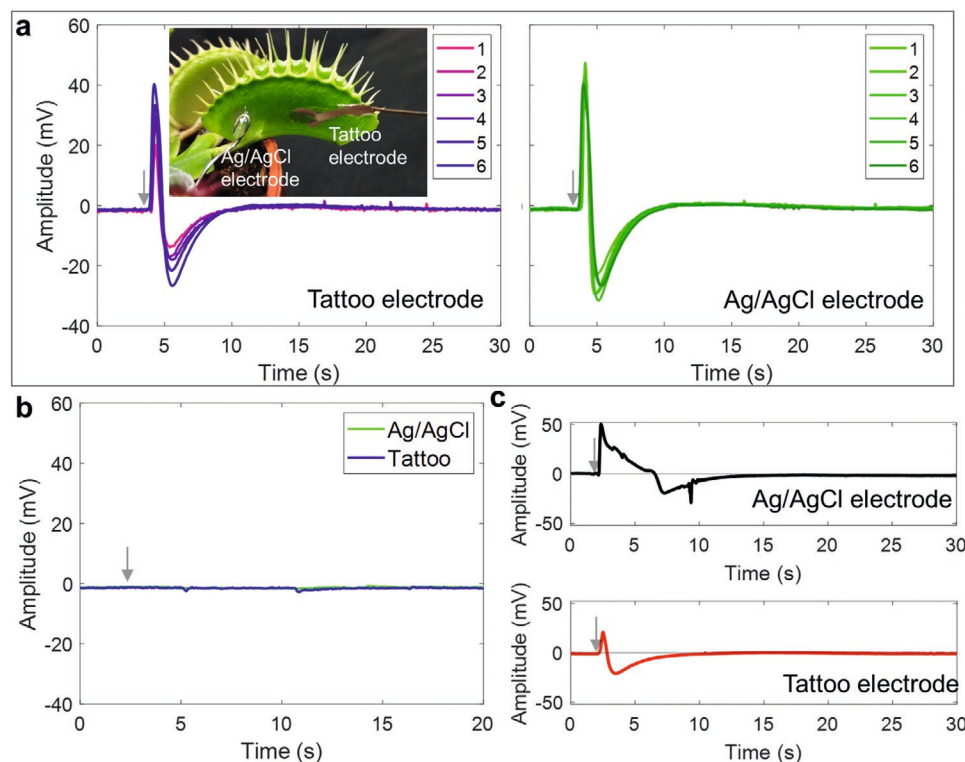 a
Amplitude (mV)
60
40
20
0
-20
-40
Ag/AgCl
electrode
Tattoo
electrode
1
2
3
4
5
6
Tattoo electrode
0 5 10 15 20 25 30
Time (s)
1
2
3
4
5
6
Ag/AgCl electrode
0 5 10 15 20 25 30
Time (s)
b
Amplitude (mV)
60
40
20
0
-20
-40
Ag/AgCl
Tattoo
0 5 10 15 20
Time (s)
c
Amplitude (mV)
50
0
-50
Ag/AgCl electrode
0 5 10 15 20 25 30
Time (s)
Amplitude (mV)
50
0
-50
Tattoo electrode
0 5 10 15 20 25 30
Time (s)